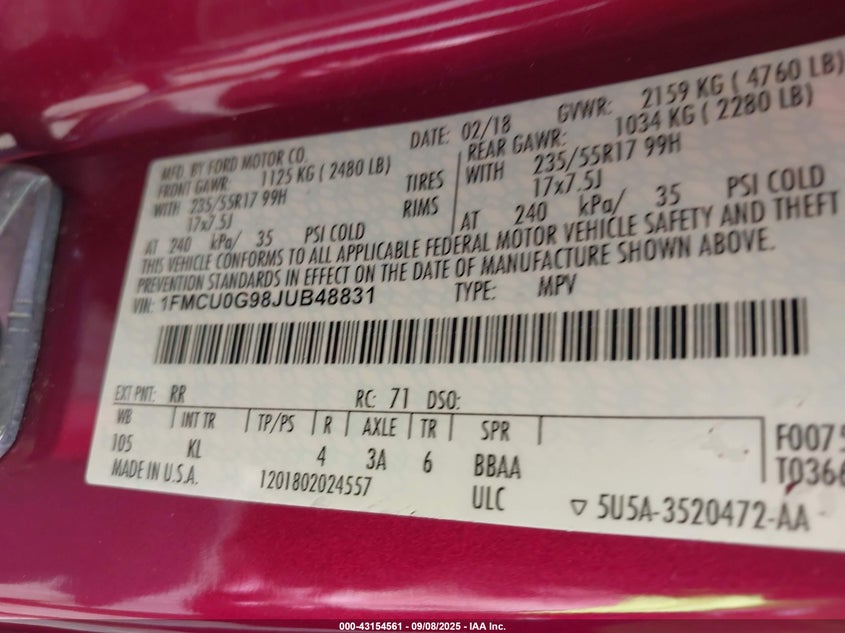 MFD. BY FORD MOTOR CO.
DATE: 02/18 GVWR: 2159 KG ( 4760 LB)
FRONT GAWR: 1125 KG ( 2480 LB)
REAR GAWR: 1034 KG ( 2280 LB)
WITH 235/55R17 99H TIRES WITH 235/55R17 99H
17x7.5J RIMS 17x7.5J
AT 240 kPa/ 35 PSI COLD AT 240 kPa/ 35 PSI COLD
THIS VEHICLE CONFORMS TO ALL APPLICABLE FEDERAL MOTOR VEHICLE SAFETY AND THEFT
PREVENTION STANDARDS IN EFFECT ON THE DATE OF MANUFACTURE SHOWN ABOVE.
VIN: 1FMCU0G98JUB48831 TYPE: MPV
EXT PNT: RR RC: 71 DSO:
WB INT TR TP/PS R AXLE TR SPR
105 KL 4 3A 6 BBAA
F0075
MADE IN U.S.A. 1201802024557 ULC
T0366
▽ 5U5A-3520472-AA
000-43154561 - 09/08/2025 - IAA Inc.